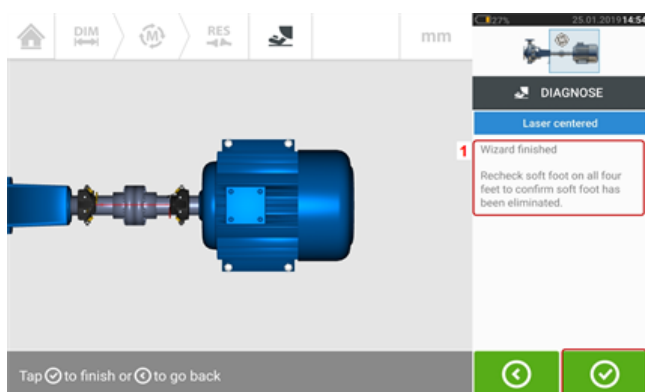 DIM
M
RES
mm
27%
25.01.2019 14:54
DIAGNOSE
Laser centered
1
Wizard finished
Recheck soft foot on all four
feet to confirm soft foot has
been eliminated.
Tap to finish or to go back